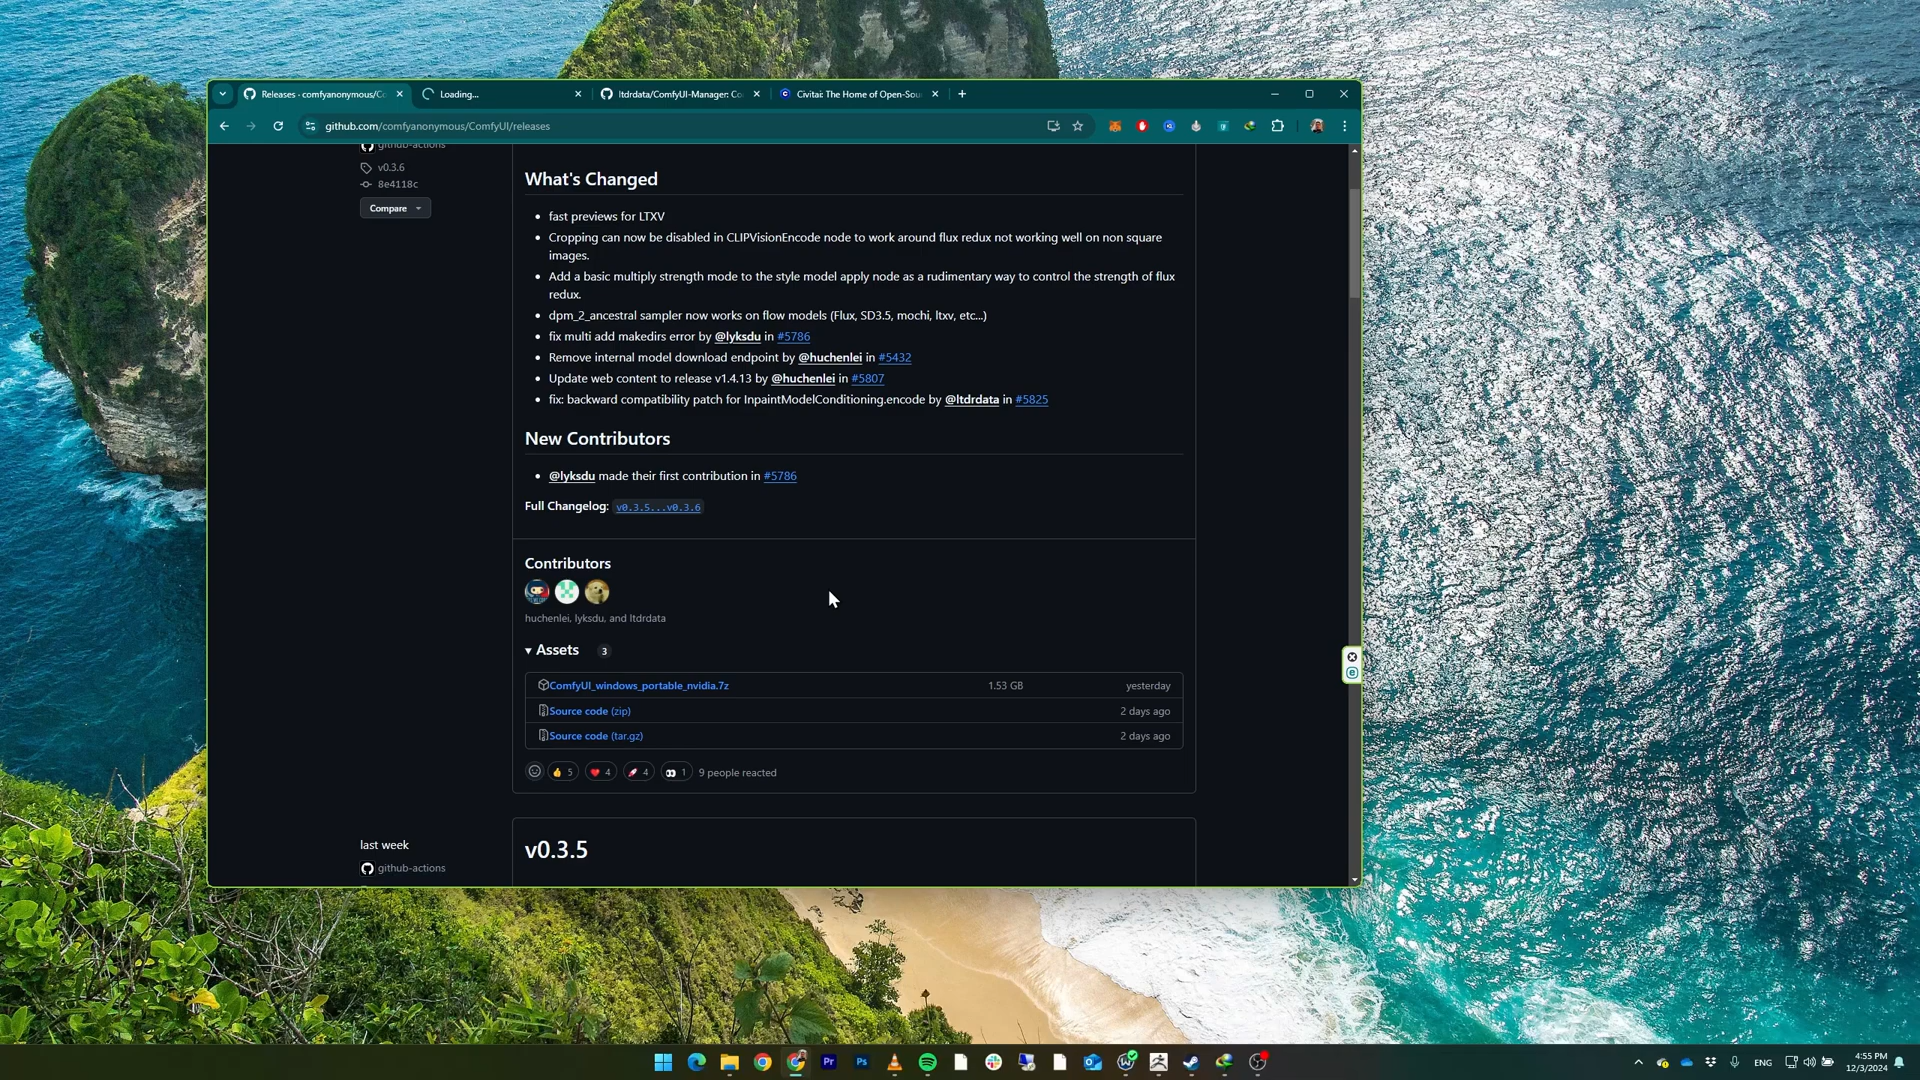 Releases · comfyanonymous/Co
Loading...
ltdrdata/ComfyUI-Manager: Co
Civitai: The Home of Open-Sou
github.com/comfyanonymous/ComfyUI/releases
github-actions
v0.3.6
8e4118c
Compare
What's Changed
fast previews for LTXV
Cropping can now be disabled in CLIPVisionEncode node to work around flux redux not working well on non square
images.
Add a basic multiply strength mode to the style model apply node as a rudimentary way to control the strength of flux
redux.
dpm_2_ancestral sampler now works on flow models (Flux, SD3.5, mochi, ltxv, etc...)
fix multi add makedirs error by @lyksdu in #5786
Remove internal model download endpoint by @huchenlei in #5432
Update web content to release v1.4.13 by @huchenlei in #5807
fix: backward compatibility patch for InpaintModelConditioning.encode by @ltdrdata in #5825
New Contributors
@lyksdu made their first contribution in #5786
Full Changelog: v0.3.5...v0.3.6
Contributors
huchenlei, lyksdu, and ltdrdata
Assets 3
ComfyUI_windows_portable_nvidia.7z 1.53 GB yesterday
Source code (zip) 2 days ago
Source code (tar.gz) 2 days ago
5 4 4 1 9 people reacted
last week
github-actions
v0.3.5
Pr
Ps
ENG
4:55 PM
12/3/2024